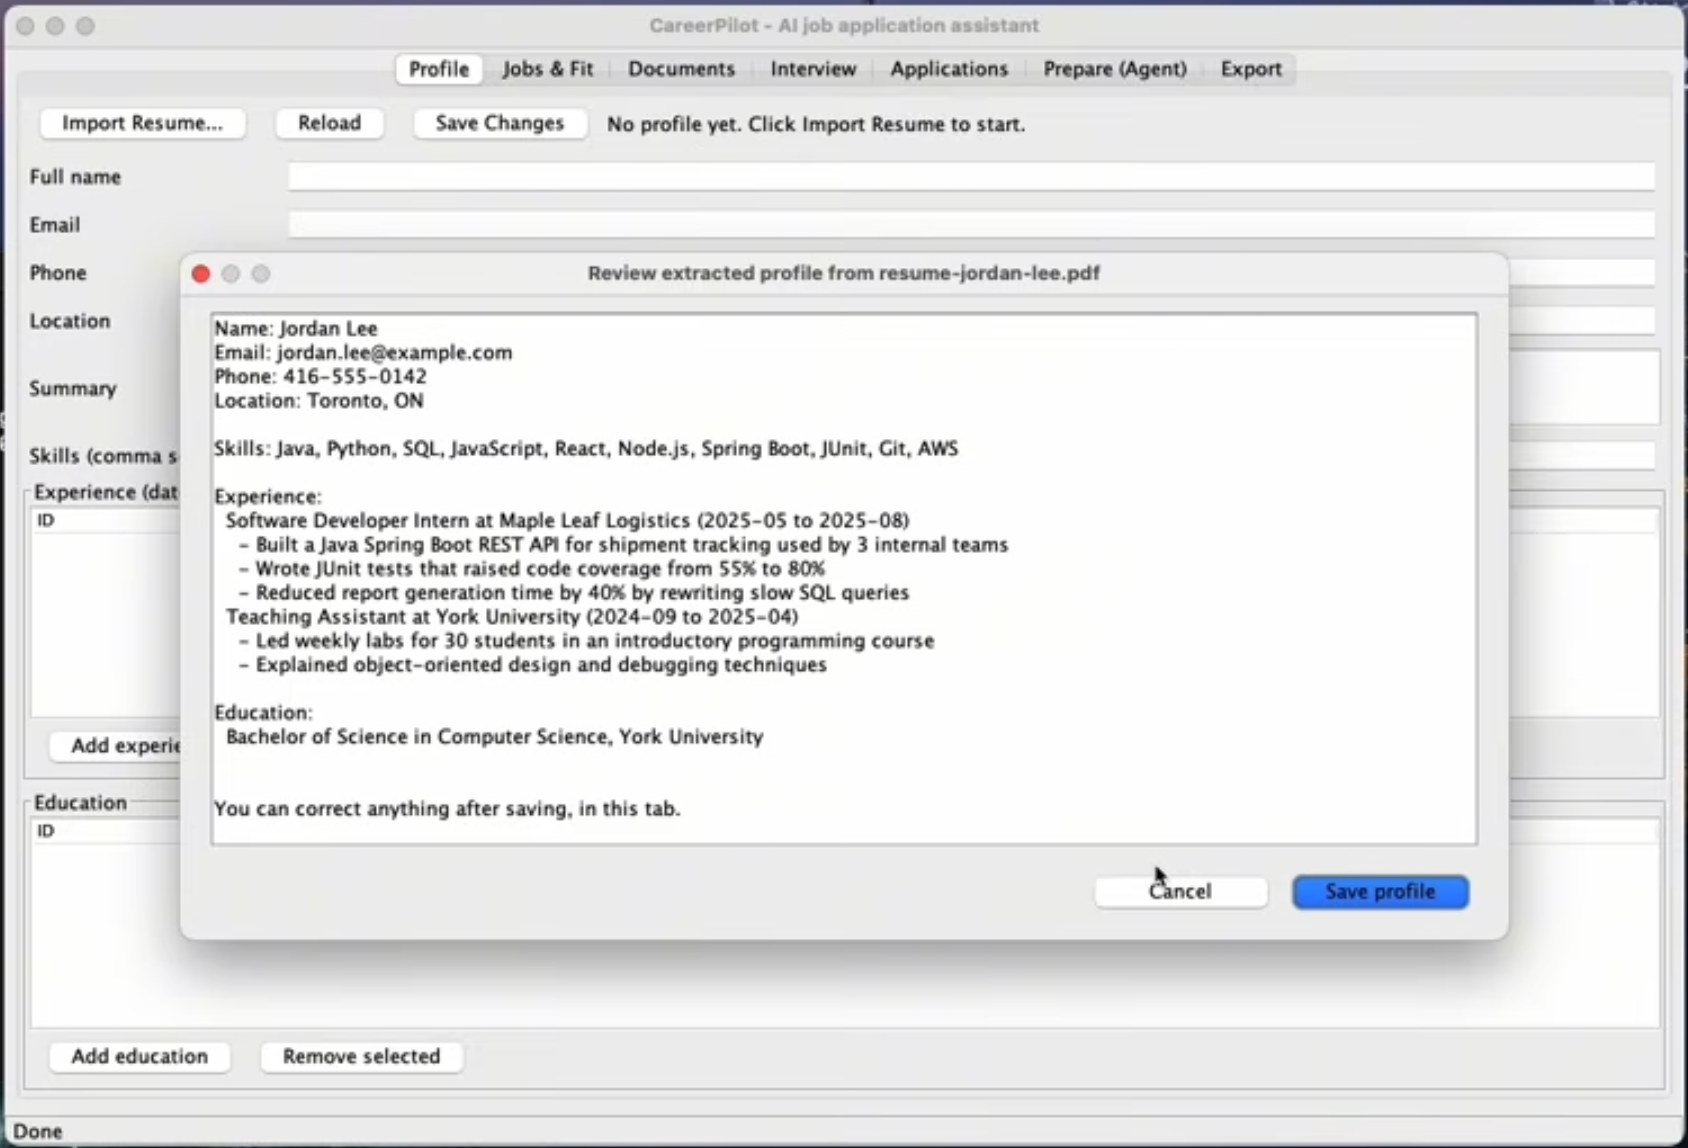 CareerPilot - AI job application assistant
Profile Jobs & Fit Documents Interview Applications Prepare (Agent) Export
Import Resume... Reload Save Changes No profile yet. Click Import Resume to start.
Full name
Email
Phone
Location
Summary
Skills (comma s
Experience (dat
ID
Add experie
Education
ID
Add education Remove selected
Done
Review extracted profile from resume-jordan-lee.pdf
Name: Jordan Lee
Email: jordan.lee@example.com
Phone: 416-555-0142
Location: Toronto, ON
Skills: Java, Python, SQL, JavaScript, React, Node.js, Spring Boot, JUnit, Git, AWS
Experience:
Software Developer Intern at Maple Leaf Logistics (2025-05 to 2025-08)
- Built a Java Spring Boot REST API for shipment tracking used by 3 internal teams
- Wrote JUnit tests that raised code coverage from 55% to 80%
- Reduced report generation time by 40% by rewriting slow SQL queries
Teaching Assistant at York University (2024-09 to 2025-04)
- Led weekly labs for 30 students in an introductory programming course
- Explained object-oriented design and debugging techniques
Education:
Bachelor of Science in Computer Science, York University
You can correct anything after saving, in this tab.
Cancel Save profile